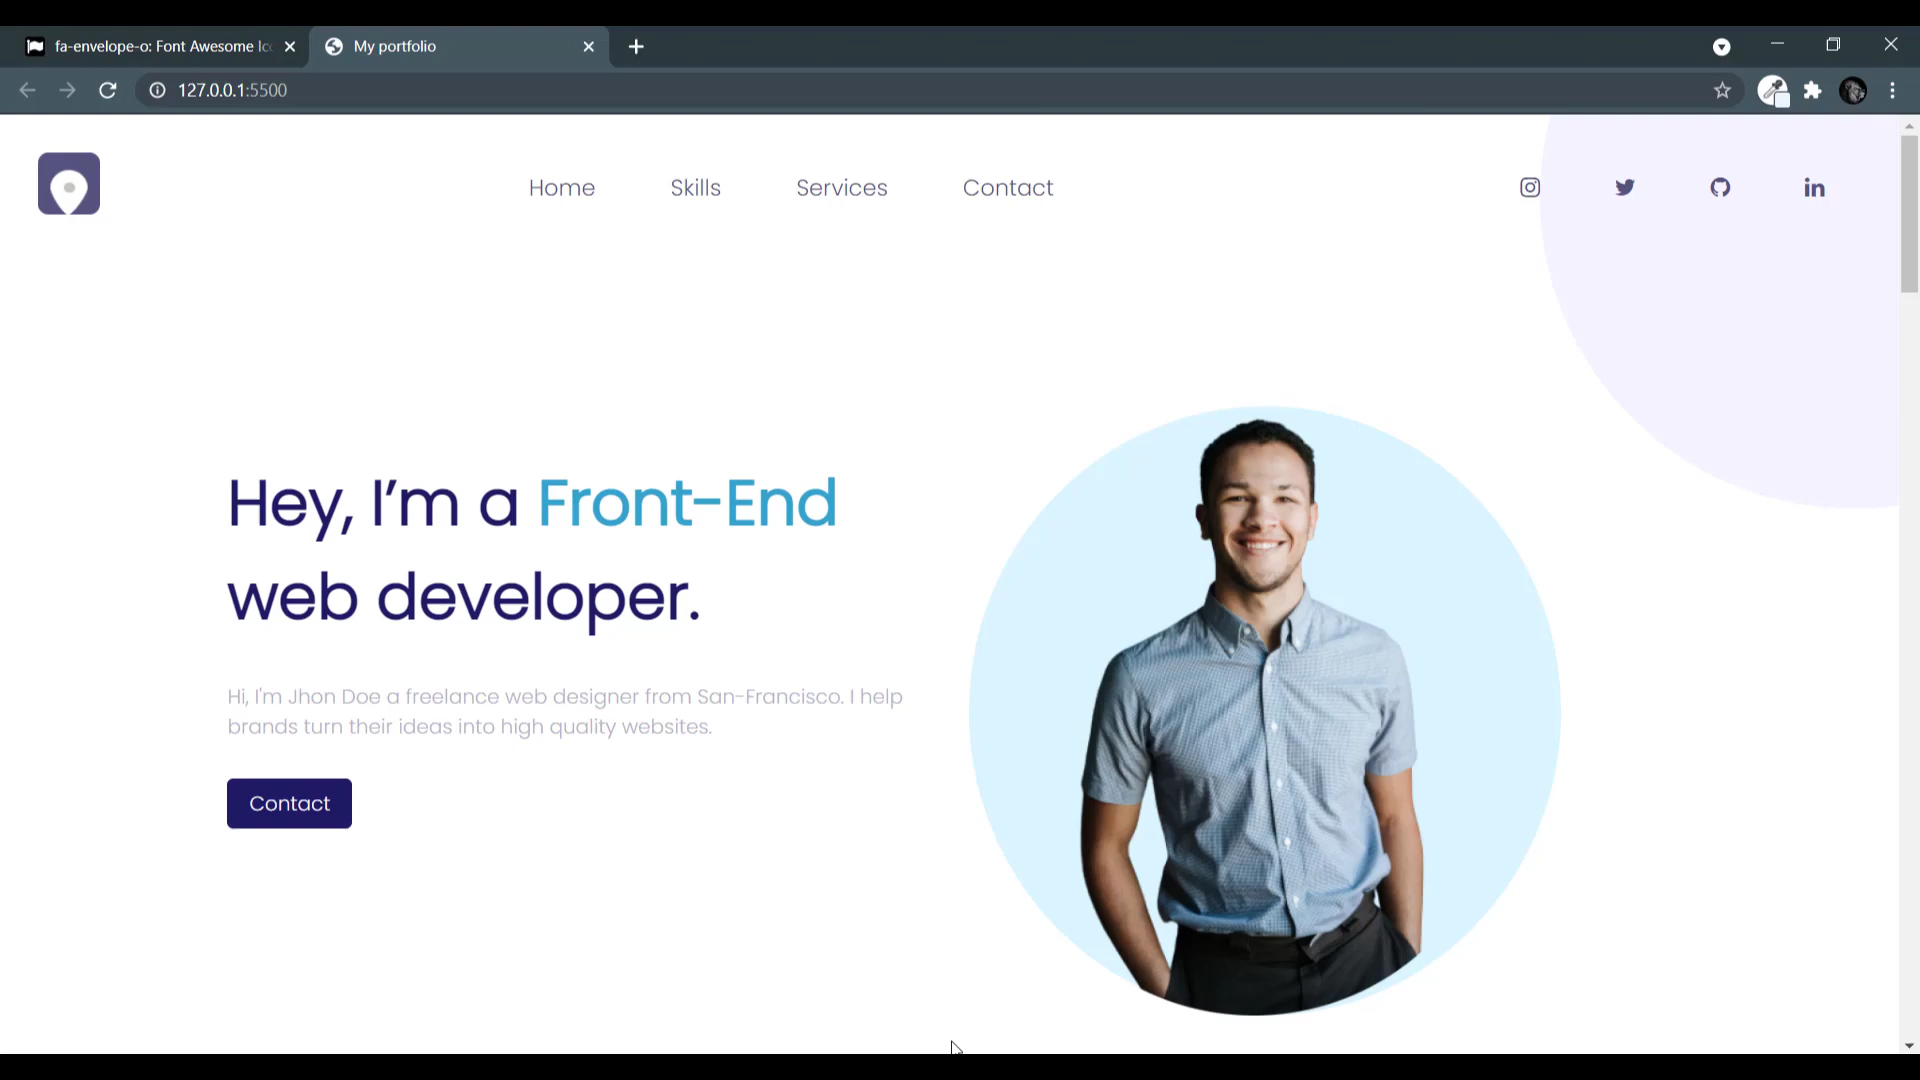 fa-envelope-o: Font Awesome Ic
My portfolio
127.0.0.1:5500
Home
Skills
Services
Contact
Hey, I’m a Front-End
web developer.
Hi, I'm Jhon Doe a freelance web designer from San-Francisco. I help
brands turn their ideas into high quality websites.
Contact